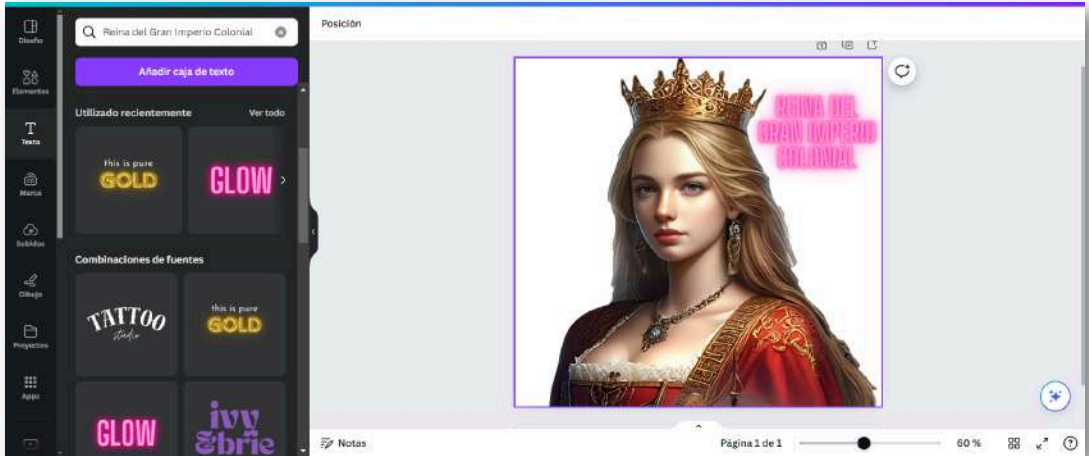 Posición
Diseño
Reina del Gran Imperio Colonial
Añadir caja de texto
Elementos
Utilizado recientemente
Ver todo
Texto
this is pure
GOLD
GLOW
Marca
Subidos
Combinaciones de fuentes
Dibujo
TATTOO
studio
this is pure
GOLD
Proyectos
Apps
GLOW
ivy
&brie
REINA DEL
GRAN IMPERIO
COLONIAL
Notas
Página 1 de 1
60 %